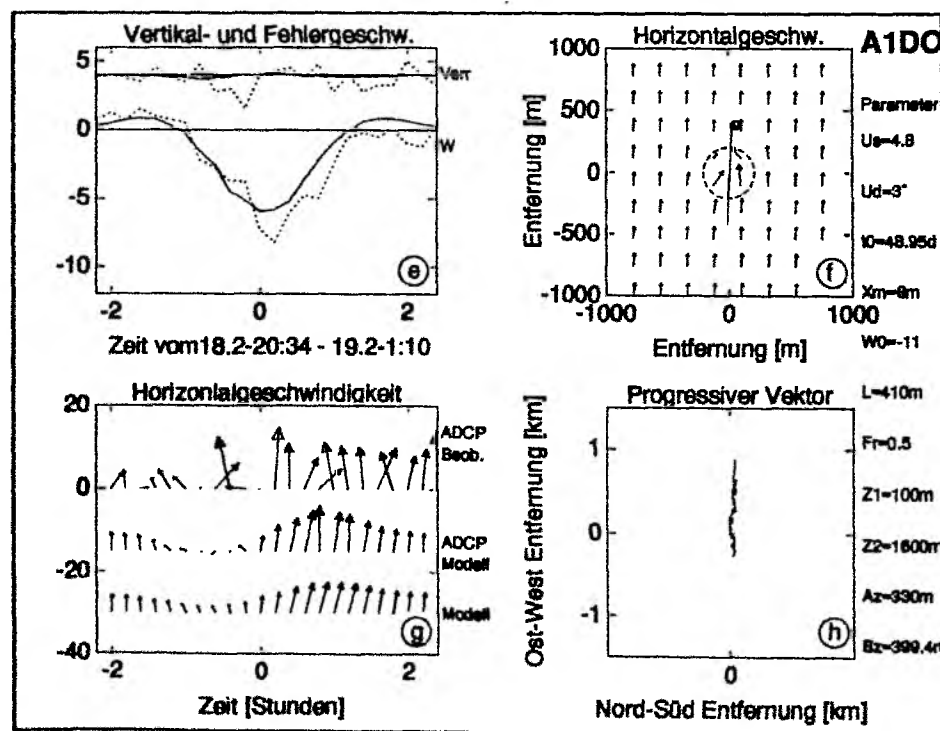 Vertikal- und Fehlergeschw.
5
0
-5
-10
Verr
W
e
-2
0
2
Zeit vom18.2-20:34 - 19.2-1:10
Horizontalgeschw.
1000
500
0
-500
-1000
Entfernung [m]
f
-1000
0
1000
Entfernung [m]
A1DO
Parameter
Us=4.8
Ud=3°
t0=48.95d
Xm=9m
W0=-11
L=410m
Fr=0.5
Z1=100m
Z2=1600m
Az=330m
Bz=399.4m
Horizontalgeschwindigkeit
20
0
-20
-40
ADCP
Beob.
ADCP
Modell
Modell
g
-2
0
2
Zeit [Stunden]
Progressiver Vektor
Ost-West Entfernung [km]
1
0
-1
h
0
Nord-Süd Entfernung [km]